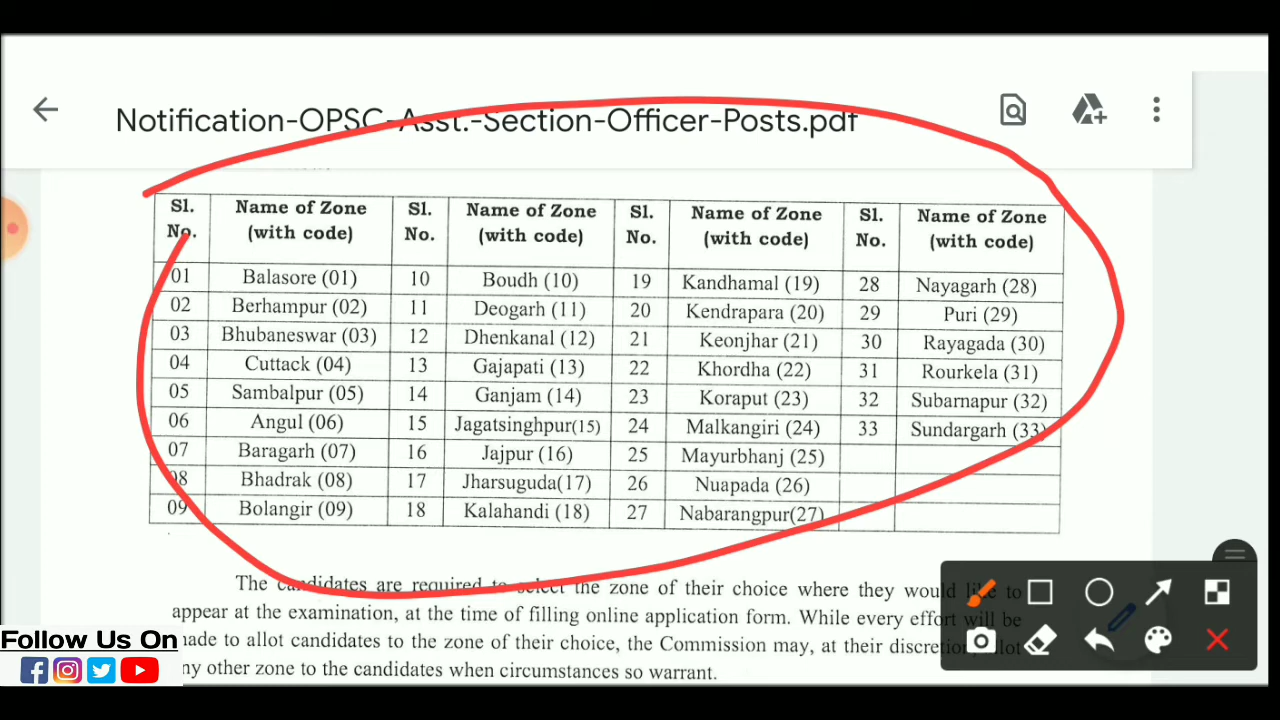 Notification-OPSC-Asst.-Section-Officer-Posts.pdf
Sl. No. Name of Zone (with code) Sl. No. Name of Zone (with code) Sl. No. Name of Zone (with code) Sl. No. Name of Zone (with code)
01 Balasore (01) 10 Boudh (10) 19 Kandhamal (19) 28 Nayagarh (28)
02 Berhampur (02) 11 Deogarh (11) 20 Kendrapara (20) 29 Puri (29)
03 Bhubaneswar (03) 12 Dhenkanal (12) 21 Keonjhar (21) 30 Rayagada (30)
04 Cuttack (04) 13 Gajapati (13) 22 Khordha (22) 31 Rourkela (31)
05 Sambalpur (05) 14 Ganjam (14) 23 Koraput (23) 32 Subarnapur (32)
06 Angul (06) 15 Jagatsinghpur(15) 24 Malkangiri (24) 33 Sundargarh (33)
07 Baragarh (07) 16 Jajpur (16) 25 Mayurbhanj (25)
08 Bhadrak (08) 17 Jharsuguda(17) 26 Nuapada (26)
09 Bolangir (09) 18 Kalahandi (18) 27 Nabarangpur(27)
The candidates are required to select the zone of their choice where they would like to
appear at the examination, at the time of filling online application form. While every effort will be
made to allot candidates to the zone of their choice, the Commission may, at their discretion, allot
any other zone to the candidates when circumstances so warrant.
Follow Us On